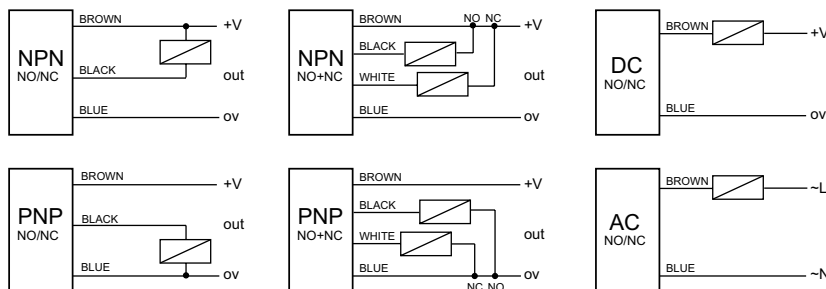 BROWN
+V
NPN
NO/NC
BLACK
out
BLUE
ov
BROWN
NO NC
+V
NPN
NO+NC
BLACK
WHITE
out
BLUE
ov
DC
NO/NC
BROWN
+V
BLUE
ov
BROWN
+V
PNP
NO/NC
BLACK
out
BLUE
ov
BROWN
+V
PNP
NO+NC
BLACK
WHITE
out
BLUE
ov
NC NO
AC
NO/NC
BROWN
~L
BLUE
~N